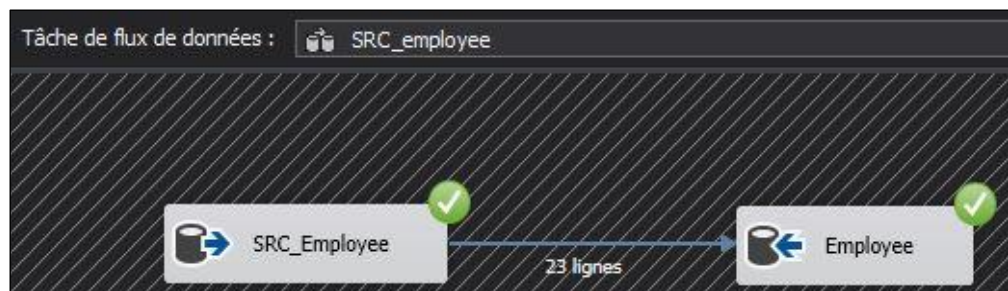 Tâche de flux de données : SRC_employee
SRC_Employee
Employee
23 lignes